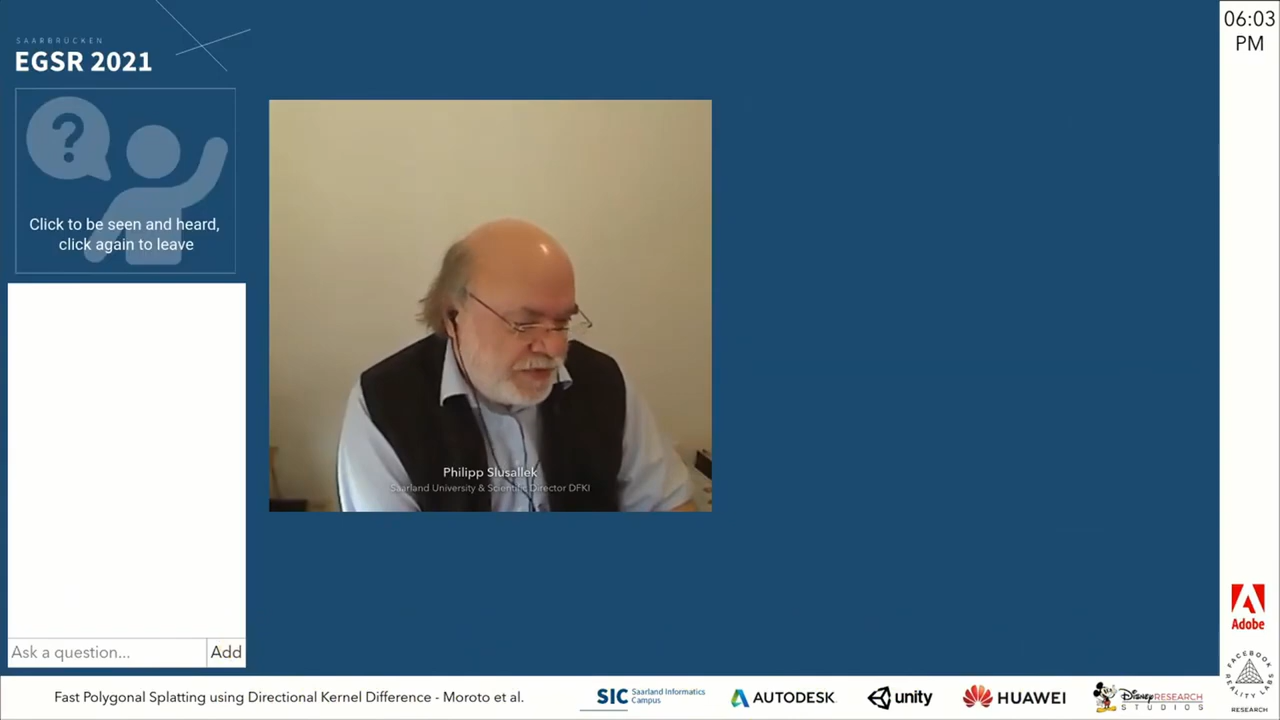 SAARBRÜCKEN
EGSR 2021
Click to be seen and heard,
click again to leave
Ask a question...
Add
Philipp Slusallek
Saarland University & Scientific Director DFKI
06:03
PM
Adobe
FACEBOOK
REALITY LABS
RESEARCH
Fast Polygonal Splatting using Directional Kernel Difference - Moroto et al.
SIC Saarland Informatics
Campus
AUTODESK
unity
HUAWEI
Disney RESEARCH
STUDIOS